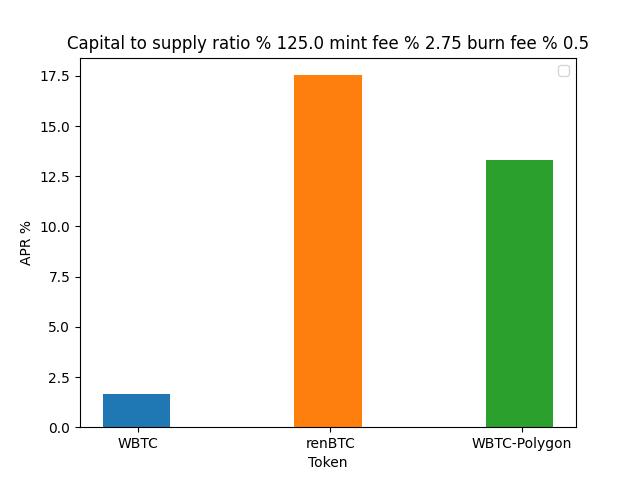 Capital to supply ratio % 125.0 mint fee % 2.75 burn fee % 0.5
17.5
15.0
12.5
10.0
7.5
5.0
2.5
0.0
APR %
WBTC
renBTC
WBTC-Polygon
Token